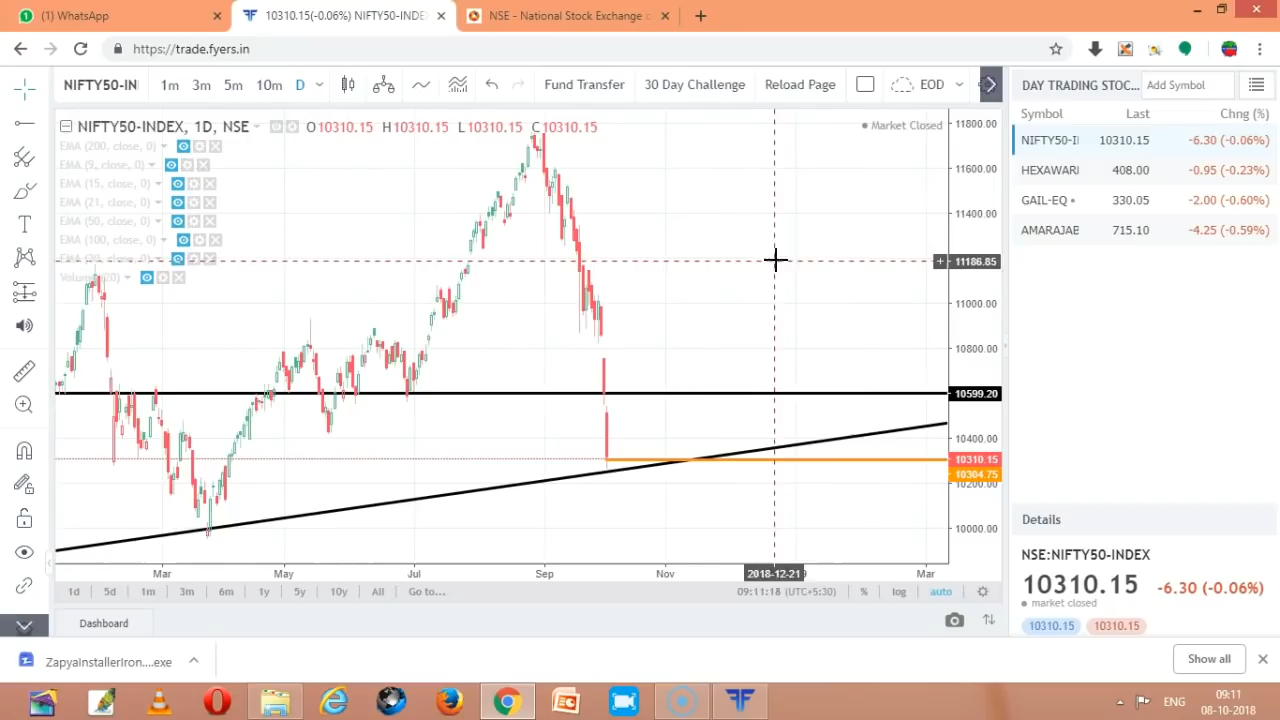 (1) WhatsApp
10310.15(-0.06%) NIFTY50-INDEX
NSE - National Stock Exchange
https://trade.fyers.in
NIFTY50-IN 1m 3m 5m 10m D Fund Transfer 30 Day Challenge Reload Page EOD
DAY TRADING STOC... Add Symbol
NIFTY50-INDEX, 1D, NSE O10310.15 H10310.15 L10310.15 C10310.15
Market Closed
EMA (200, close, 0)
EMA (9, close, 0)
EMA (15, close, 0)
EMA (21, close, 0)
EMA (50, close, 0)
EMA (100, close, 0)
Volume (20)
11800.00
11600.00
11400.00
11186.85
11000.00
10800.00
10599.20
10400.00
10310.15
10304.75
10200.00
10000.00
Mar May Jul Sep Nov 2018-12-21 Mar
1d 5d 1m 3m 6m 1y 5y 10y All Go to... 09:11:18 (UTC+5:30) % log auto
Dashboard
Symbol Last Chng (%)
NIFTY50-I 10310.15 -6.30 (-0.06%)
HEXAWARI 408.00 -0.95 (-0.23%)
GAIL-EQ 330.05 -2.00 (-0.60%)
AMARAJAB 715.10 -4.25 (-0.59%)
Details
NSE:NIFTY50-INDEX
10310.15 -6.30 (-0.06%)
market closed
10310.15 10310.15
ZapyaInstallerIron....exe
Show all
ENG
09:11
08-10-2018